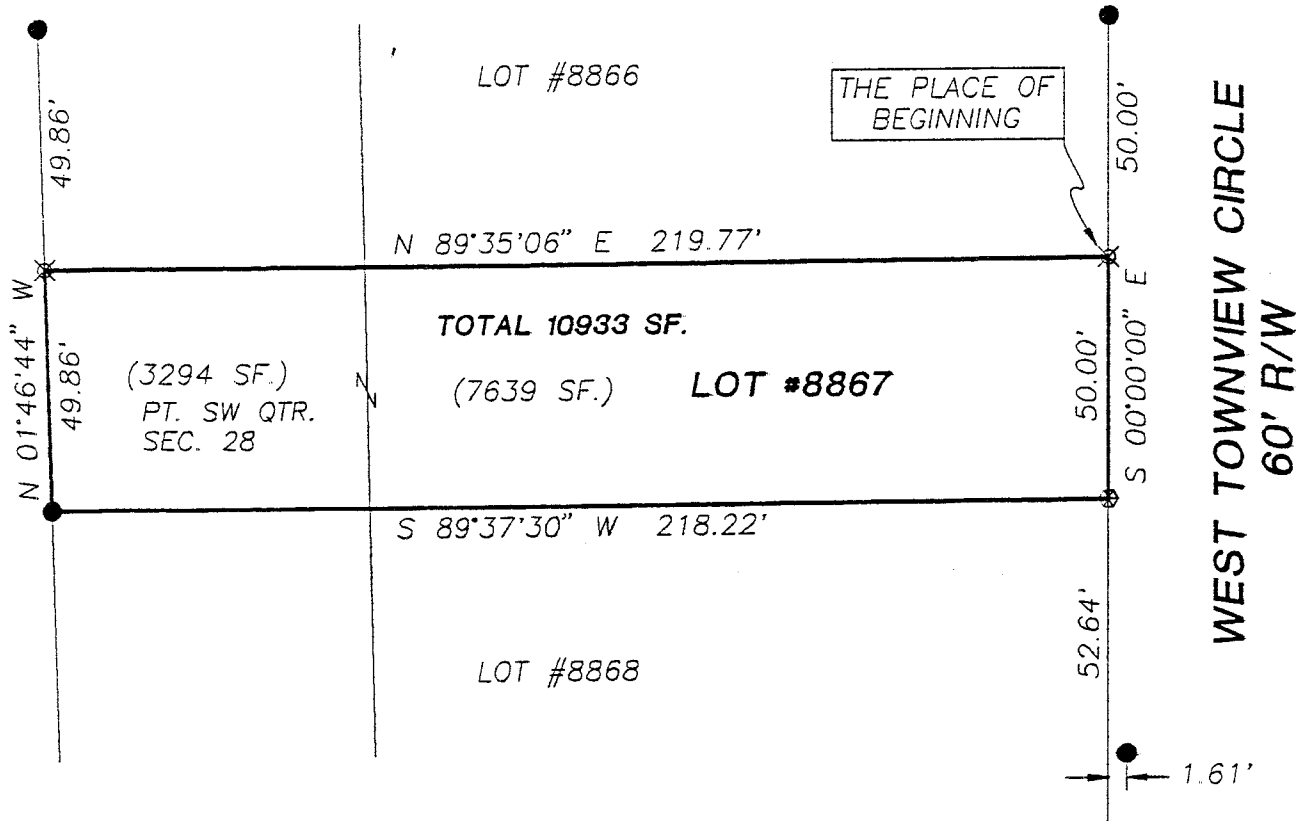 LOT #8866
THE PLACE OF
BEGINNING
49.86'
50.00'
WEST TOWNVIEW CIRCLE
60' R/W
N 89°35'06" E 219.77'
N 01°46'44" W
49.86'
TOTAL 10933 SF.
(3294 SF.)
PT. SW QTR.
SEC. 28
(7639 SF.)
LOT #8867
50.00'
S 00°00'00" E
S 89°37'30" W 218.22'
52.64'
LOT #8868
1.61'